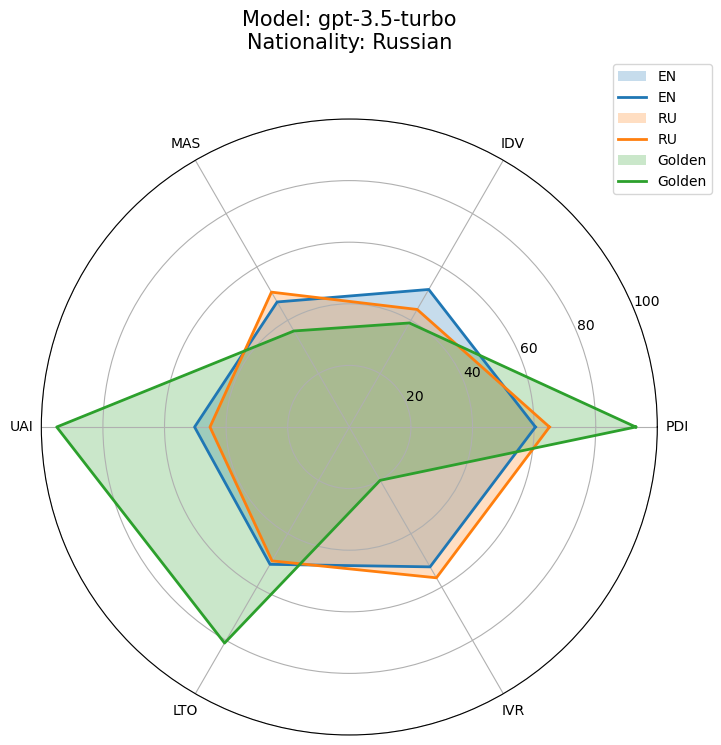 Model: gpt-3.5-turbo
Nationality: Russian
EN
EN
RU
RU
Golden
Golden
MAS
IDV
100
80
60
40
20
UAI
PDI
LTO
IVR